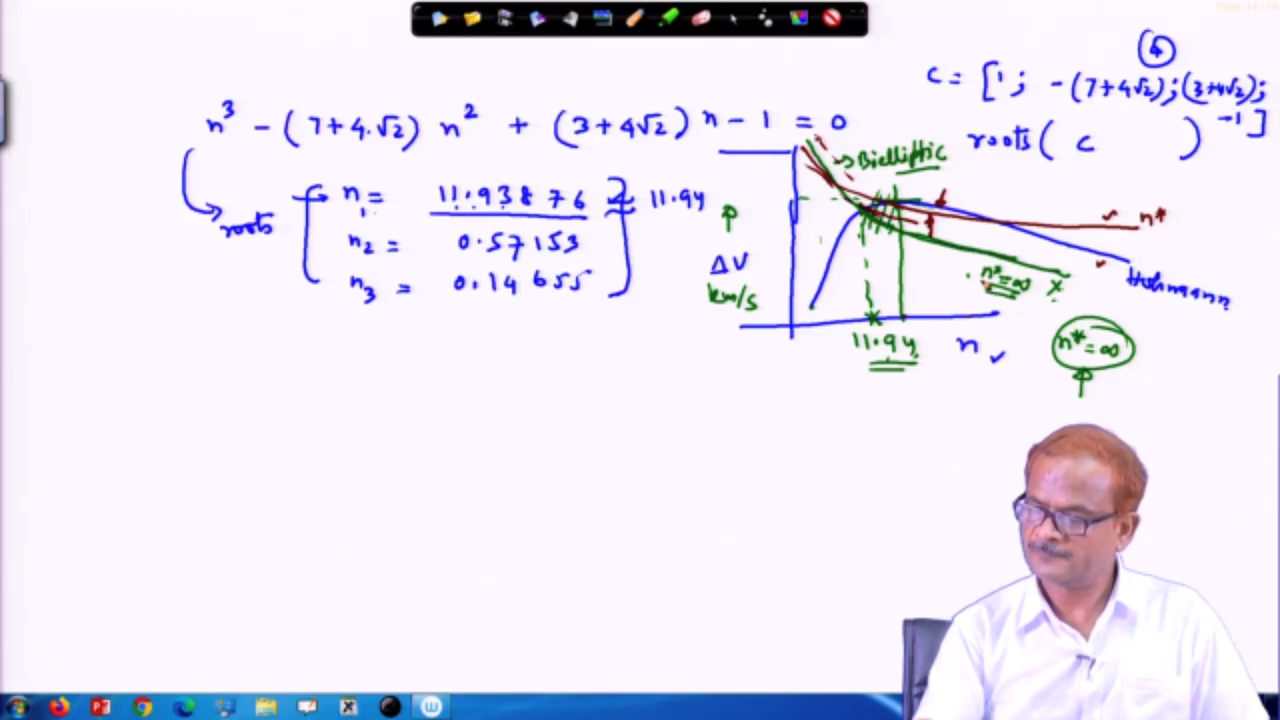 c = [1 ; -(7+4√2) ; (3+4√2) ;
-1]
roots( c )
n³ - (7+4.√2) n² + (3+4√2) n - 1 = 0
roots
n₁ = 11.93876 ≈ 11.94
n₂ = 0.57153
n₃ = 0.14655
→ Bielliptic
n*
Hohmann
n* = ∞
ΔV
km/s
11.94
n
n* = ∞